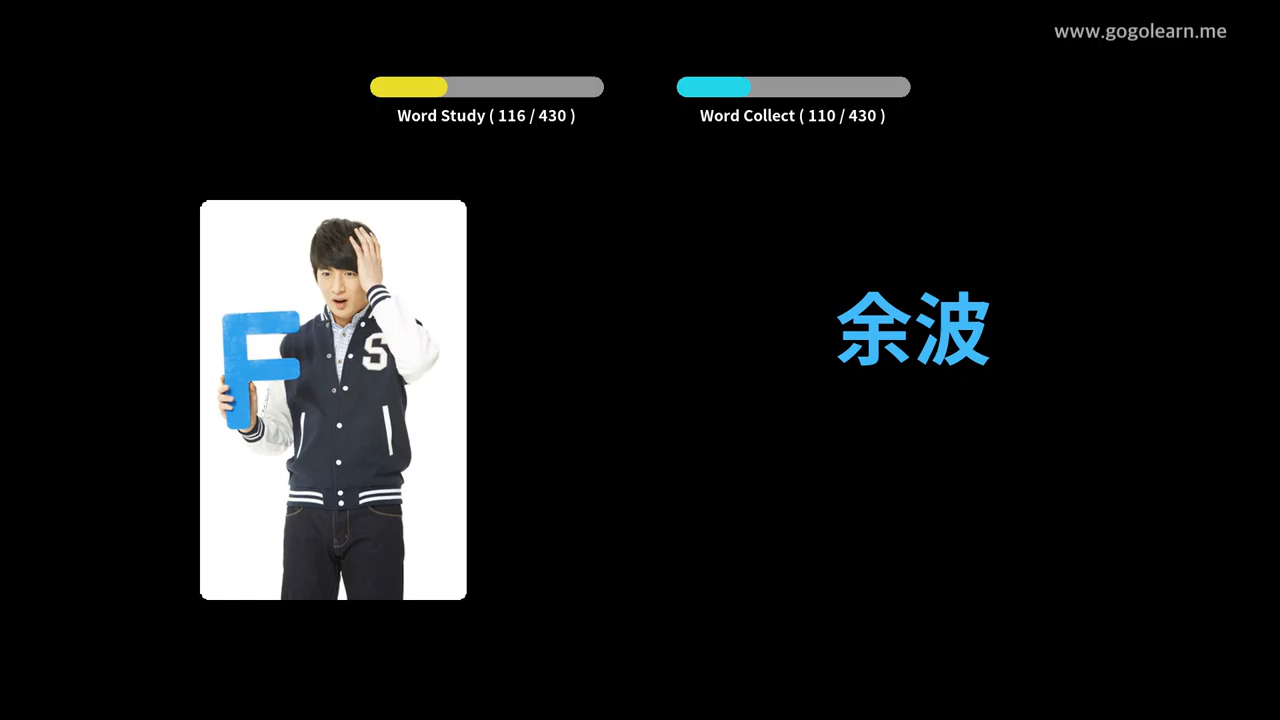 www.gogolearn.me
Word Study ( 116 / 430 )
Word Collect ( 110 / 430 )
F
S
余波